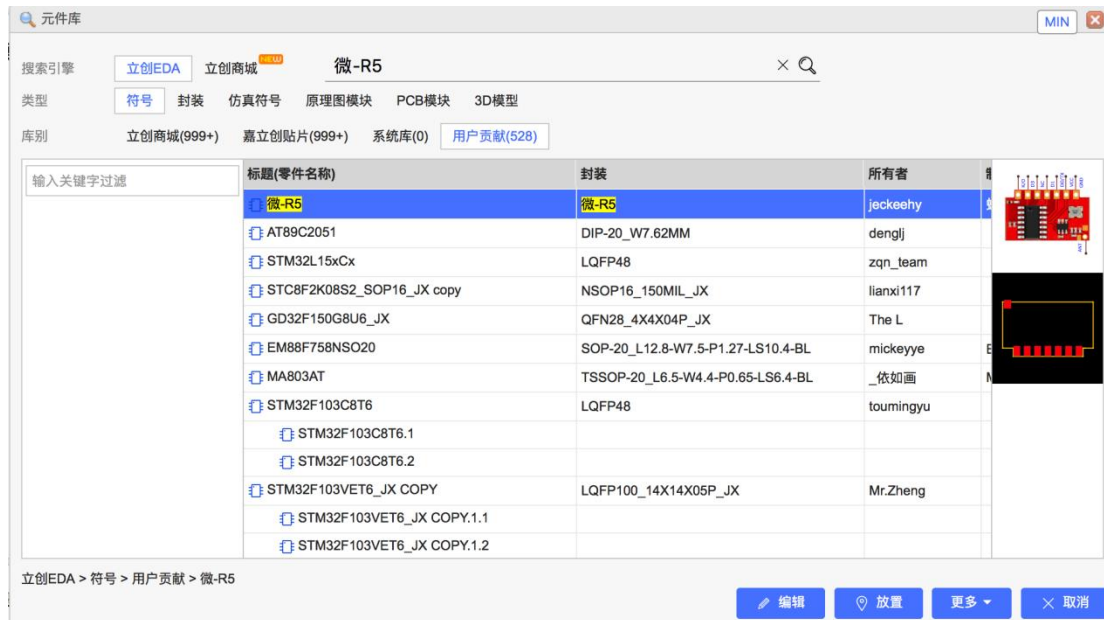 元件库 MIN
搜索引擎 立创EDA 立创商城 NEW 微-R5
类型 符号 封装 仿真符号 原理图模块 PCB模块 3D模型
库别 立创商城(999+) 嘉立创贴片(999+) 系统库(0) 用户贡献(528)
输入关键字过滤
标题(零件名称) 封装 所有者
微-R5 微-R5 jeckeehy
AT89C2051 DIP-20_W7.62MM denglj
STM32L15xCx LQFP48 zqn_team
STC8F2K08S2_SOP16_JX copy NSOP16_150MIL_JX lianxi117
GD32F150G8U6_JX QFN28_4X4X04P_JX The L
EM88F758NSO20 SOP-20_L12.8-W7.5-P1.27-LS10.4-BL mickeyye
MA803AT TSSOP-20_L6.5-W4.4-P0.65-LS6.4-BL _依如画
STM32F103C8T6 LQFP48 toumingyu
STM32F103C8T6.1
STM32F103C8T6.2
STM32F103VET6_JX COPY LQFP100_14X14X05P_JX Mr.Zheng
STM32F103VET6_JX COPY.1.1
STM32F103VET6_JX COPY.1.2
立创EDA > 符号 > 用户贡献 > 微-R5
编辑 放置 更多 取消